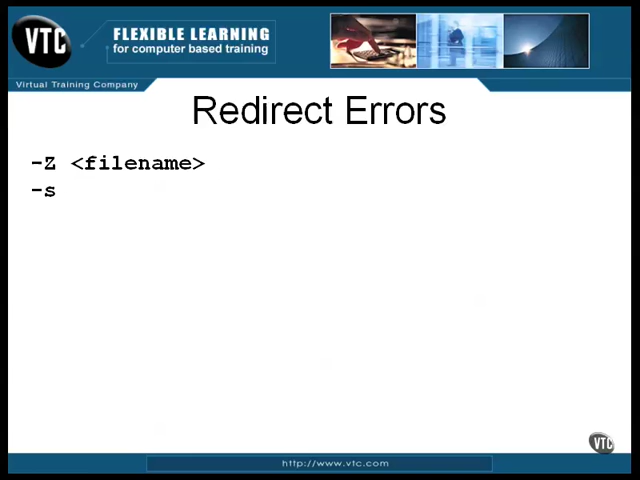 VTC
FLEXIBLE LEARNING
for computer based training
Virtual Training Company
Redirect Errors
-Z <filename>
-s
VTC
http://www.vtc.com